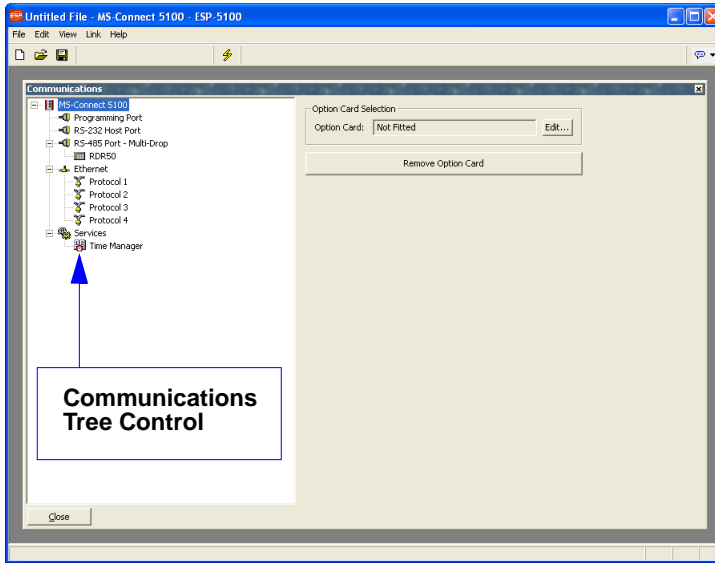 ESP Untitled File - MS-Connect 5100 - ESP-5100
File Edit View Link Help
Communications
MS-Connect 5100
Programming Port
RS-232 Host Port
RS-485 Port - Multi-Drop
RDR50
Ethernet
Protocol 1
Protocol 2
Protocol 3
Protocol 4
Services
Time Manager
Option Card Selection
Option Card: Not Fitted Edit...
Remove Option Card
Communications
Tree Control
Close